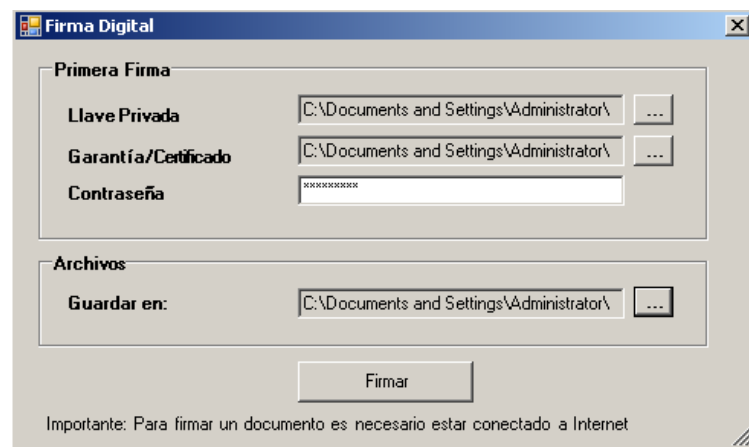 Firma Digital
Primera Firma
Llave Privada C:\Documents and Settings\Administrator\ ...
Garantía/Certificado C:\Documents and Settings\Administrator\ ...
Contraseña *********
Archivos
Guardar en: C:\Documents and Settings\Administrator\ ...
Firmar
Importante: Para firmar un documento es necesario estar conectado a Internet